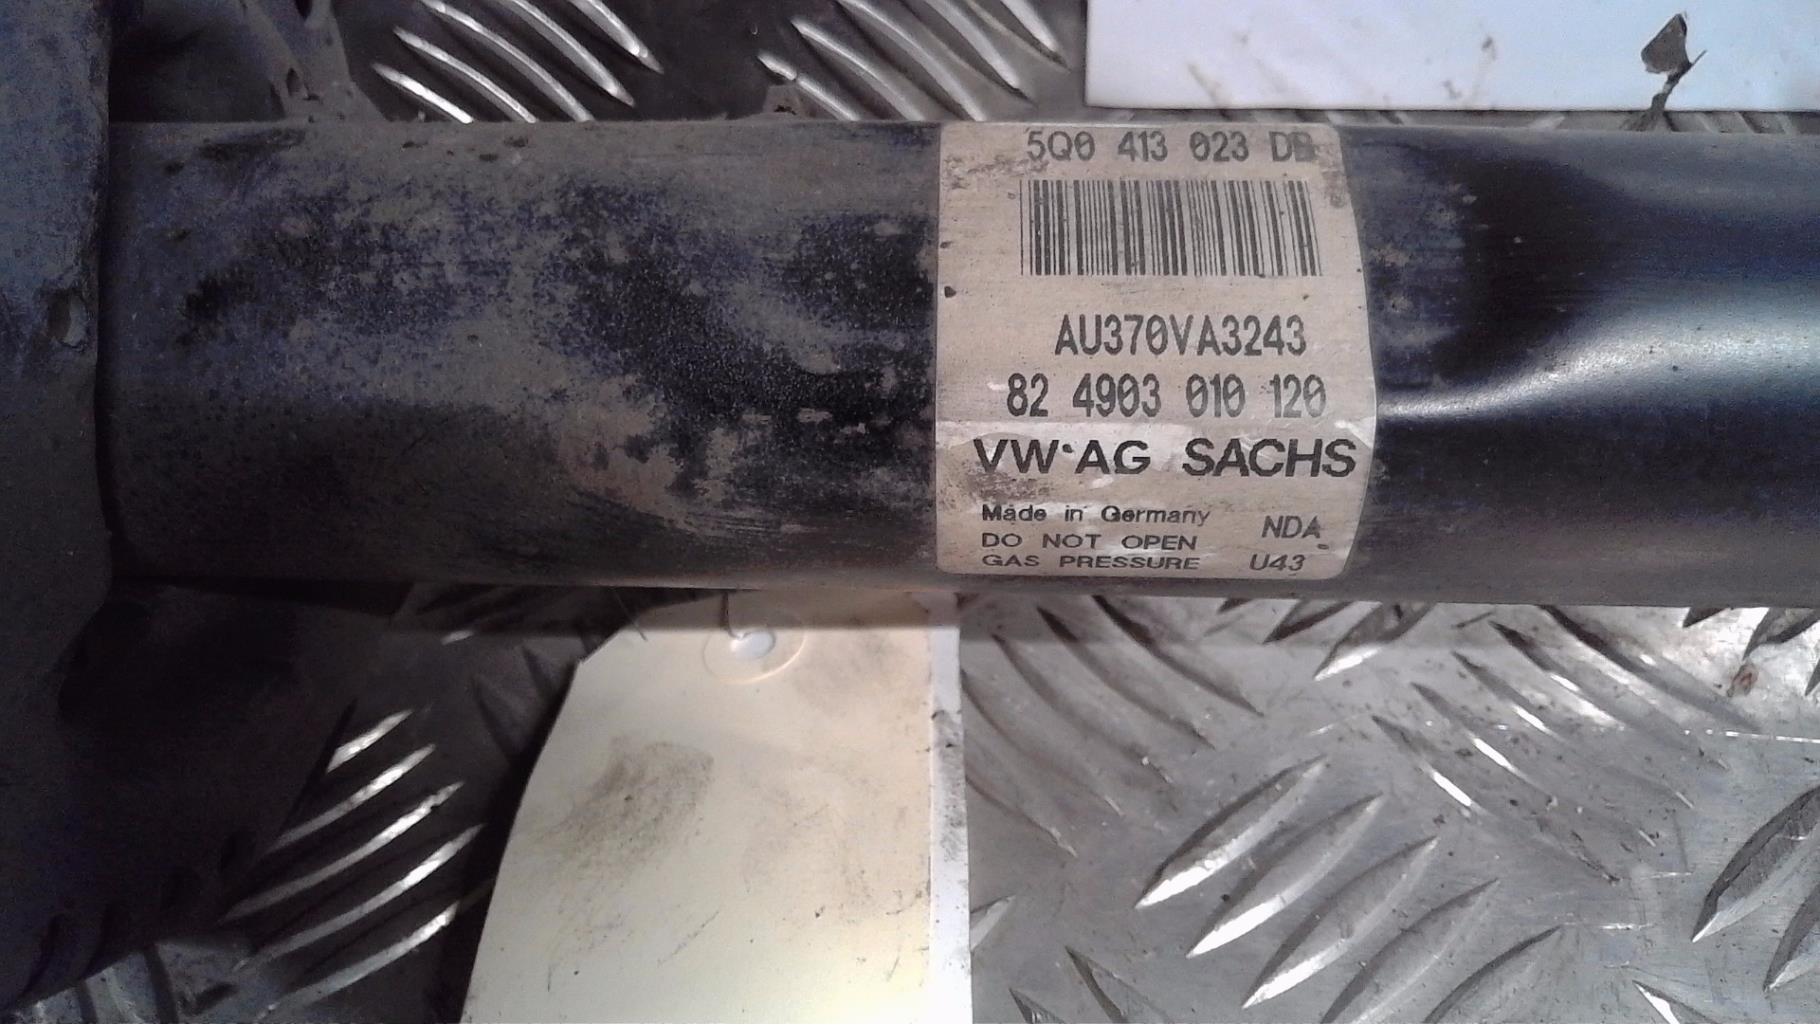 5Q0 413 023 DB
AU370VA3243
82 4903 010 120
VW·AG SACHS
Made in Germany
DO NOT OPEN
GAS PRESSURE
NDA
U43